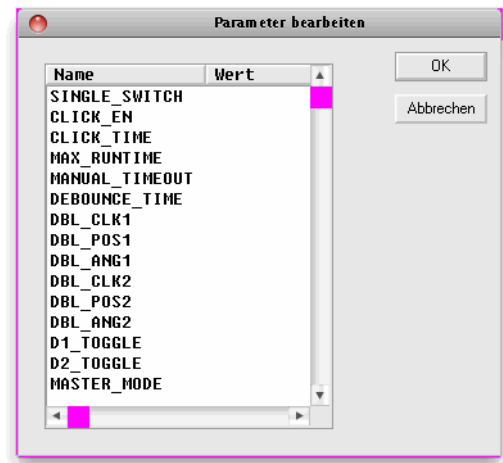 Parameter bearbeiten
Name Wert
SINGLE_SWITCH
CLICK_EN
CLICK_TIME
MAX_RUNTIME
MANUAL_TIMEOUT
DEBOUNCE_TIME
DBL_CLK1
DBL_POS1
DBL_ANG1
DBL_CLK2
DBL_POS2
DBL_ANG2
D1_TOGGLE
D2_TOGGLE
MASTER_MODE
OK
Abbrechen